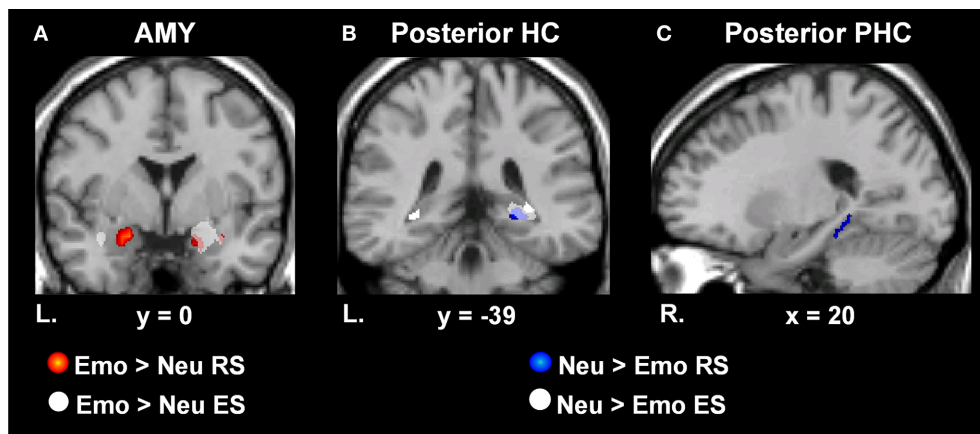 A AMY B Posterior HC C Posterior PHC
L. y = 0 L. y = -39 R. x = 20
Emo > Neu RS Neu > Emo RS
Emo > Neu ES Neu > Emo ES